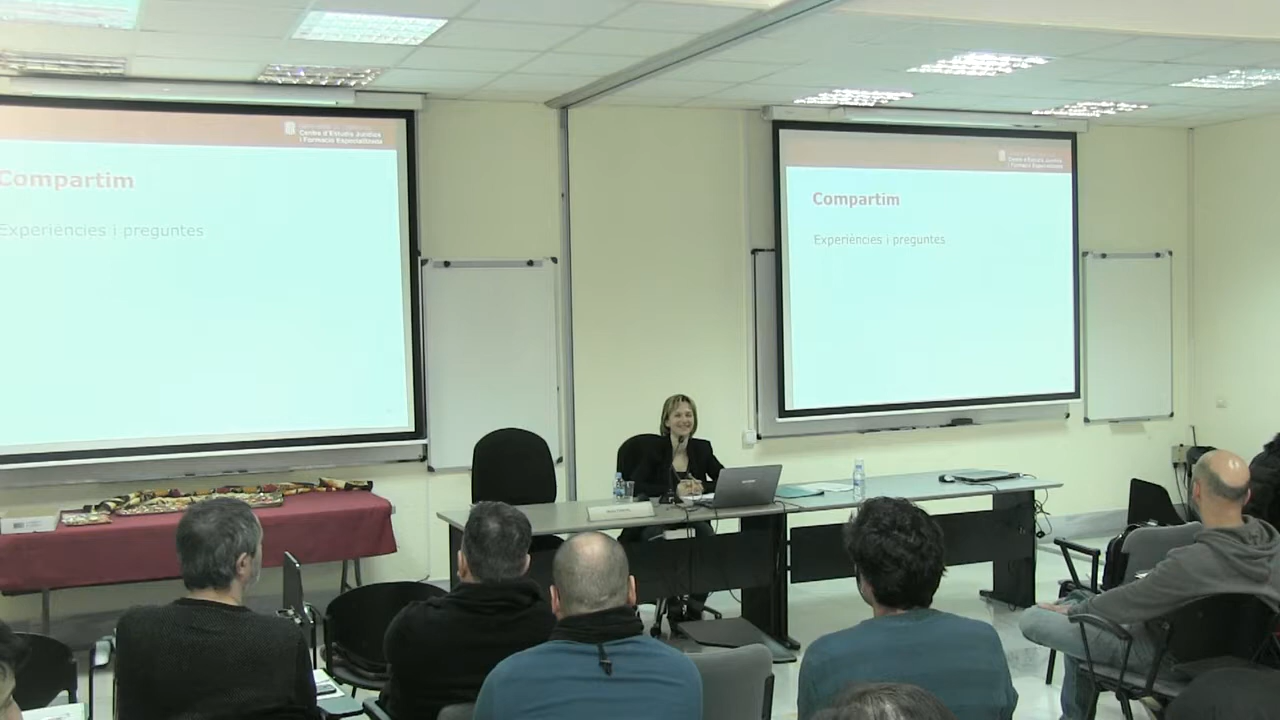 Centre d'Estudis Jurídics
i Formació Especialitzada
Compartim
Experiències i preguntes
Centre d'Estudis Jurídics
i Formació Especialitzada
Compartim
Experiències i preguntes